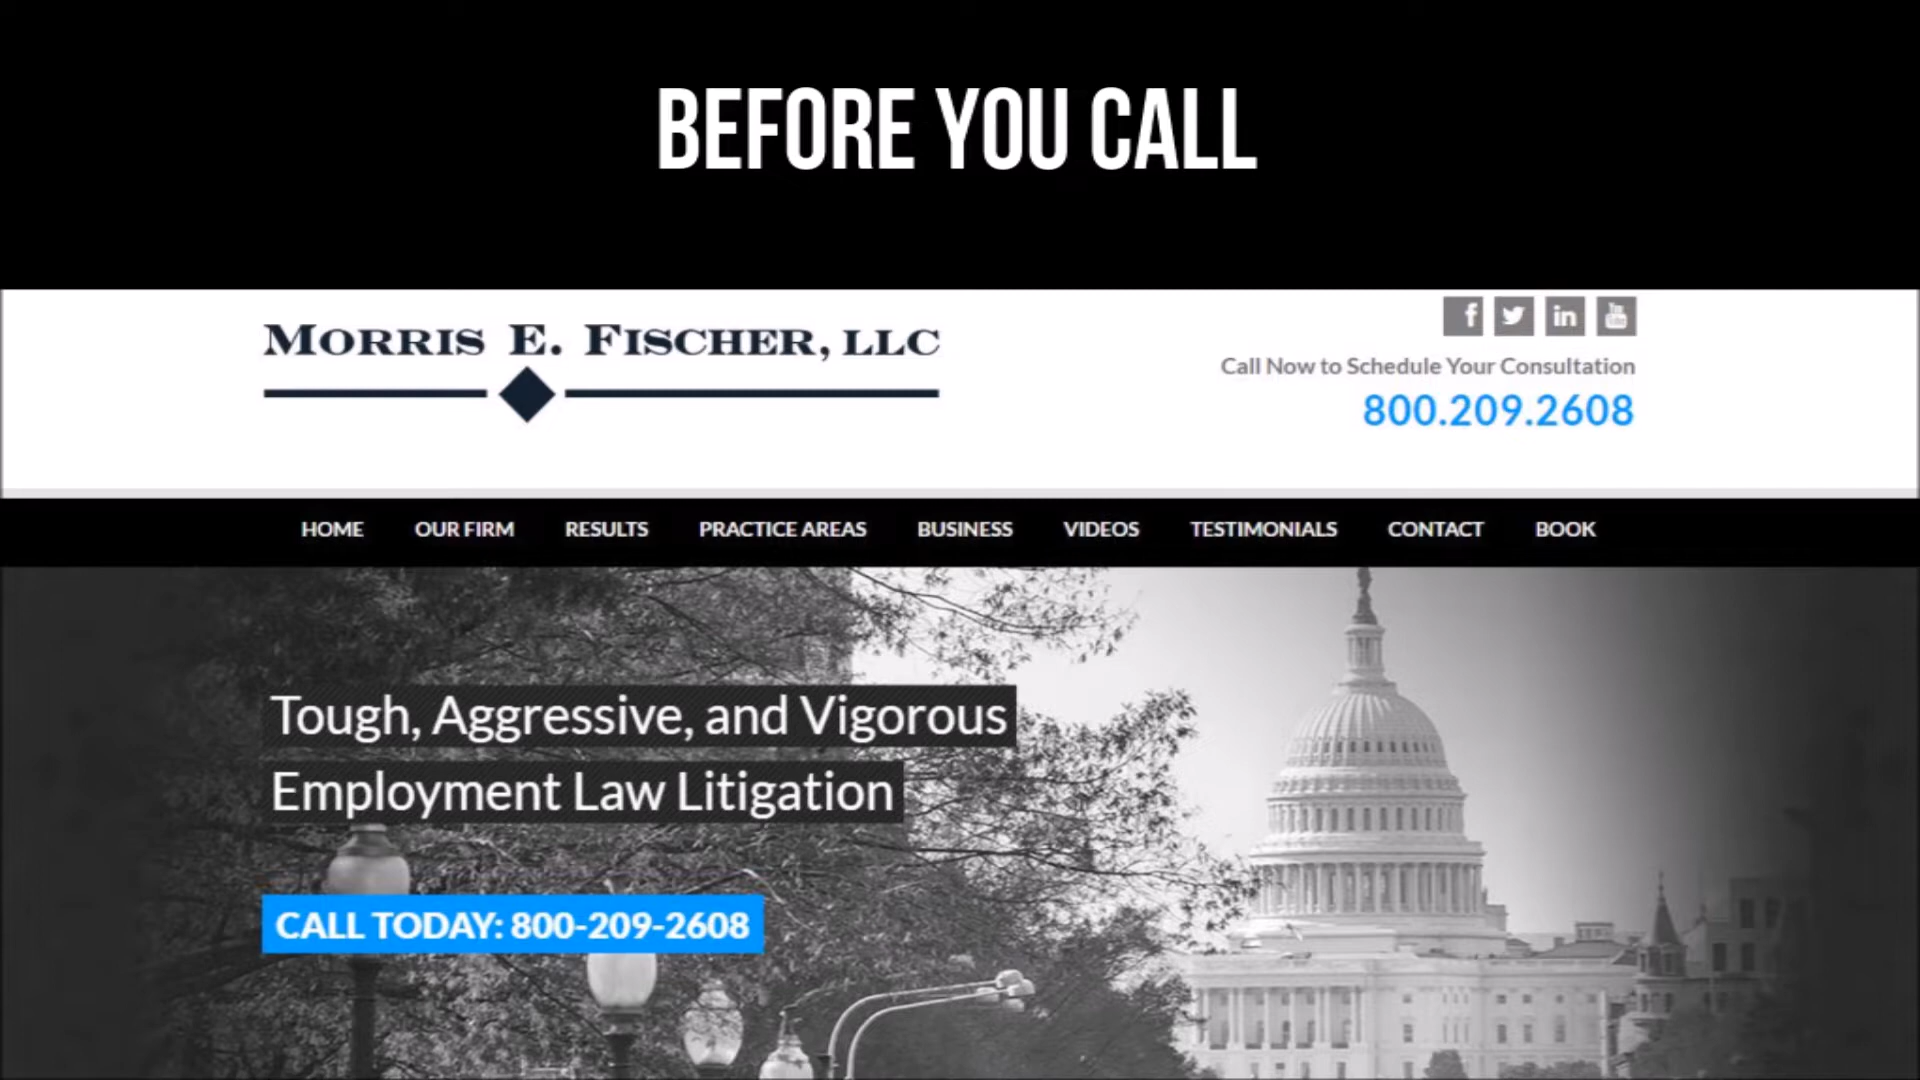 BEFORE YOU CALL
MORRIS E. FISCHER, LLC
Call Now to Schedule Your Consultation
800.209.2608
HOME OUR FIRM RESULTS PRACTICE AREAS BUSINESS VIDEOS TESTIMONIALS CONTACT BOOK
Tough, Aggressive, and Vigorous
Employment Law Litigation
CALL TODAY: 800-209-2608